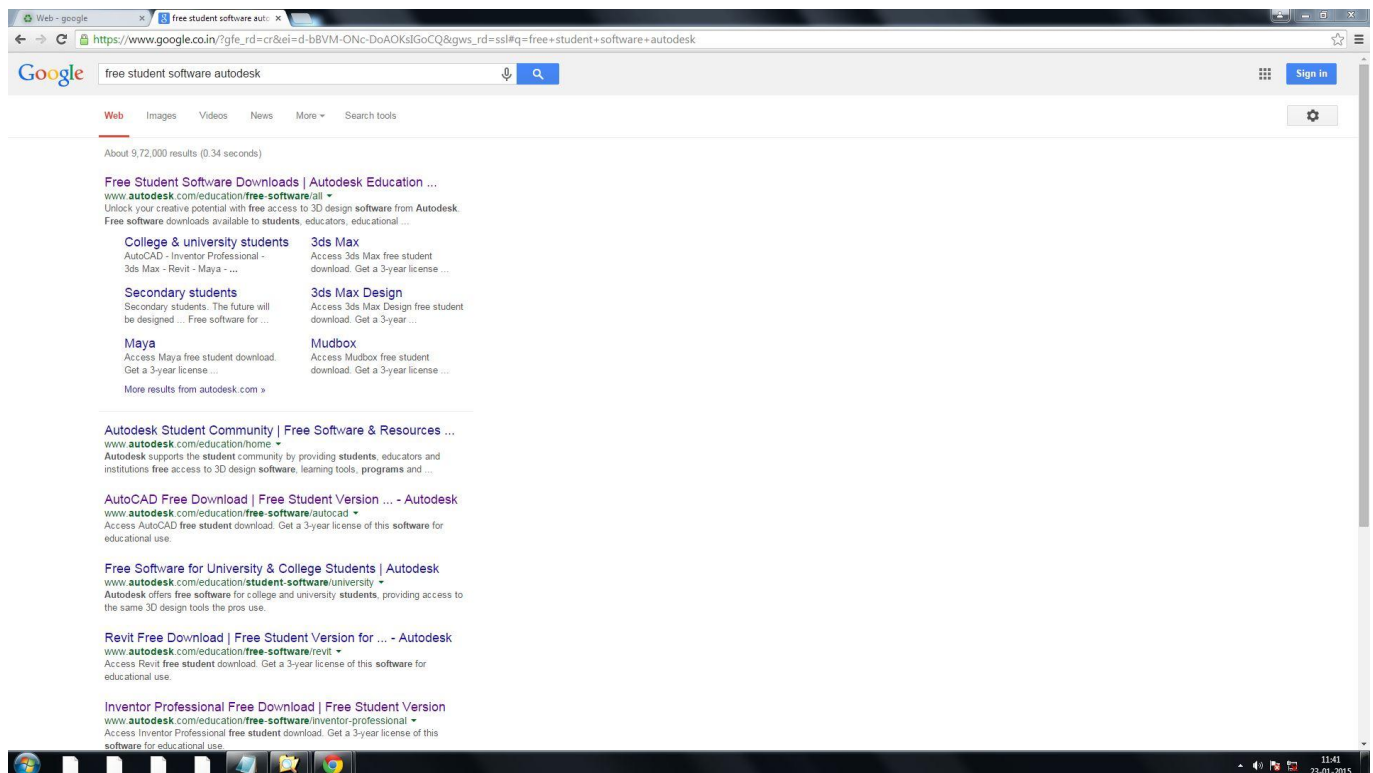 Web - google
free student software auto
https://www.google.co.in/?gfe_rd=cr&ei=d-bBVM-ONc-DoAOKsIGoCQ&gws_rd=ssl#q=free+student+software+autodesk
Google
free student software autodesk
Sign in
Web Images Videos News More Search tools
About 9,72,000 results (0.34 seconds)
Free Student Software Downloads | Autodesk Education ...
www.autodesk.com/education/free-software/all
Unlock your creative potential with free access to 3D design software from Autodesk.
Free software downloads available to students, educators, educational ...
College & university students
AutoCAD - Inventor Professional -
3ds Max - Revit - Maya - ...
3ds Max
Access 3ds Max free student
download. Get a 3-year license ...
Secondary students
Secondary students. The future will
be designed ... Free software for ...
3ds Max Design
Access 3ds Max Design free student
download. Get a 3-year ...
Maya
Access Maya free student download.
Get a 3-year license ...
Mudbox
Access Mudbox free student
download. Get a 3-year license ...
More results from autodesk.com »
Autodesk Student Community | Free Software & Resources ...
www.autodesk.com/education/home
Autodesk supports the student community by providing students, educators and
institutions free access to 3D design software, learning tools, programs and ...
AutoCAD Free Download | Free Student Version ... - Autodesk
www.autodesk.com/education/free-software/autocad
Access AutoCAD free student download. Get a 3-year license of this software for
educational use.
Free Software for University & College Students | Autodesk
www.autodesk.com/education/student-software/university
Autodesk offers free software for college and university students, providing access to
the same 3D design tools the pros use.
Revit Free Download | Free Student Version for ... - Autodesk
www.autodesk.com/education/free-software/revit
Access Revit free student download. Get a 3-year license of this software for
educational use.
Inventor Professional Free Download | Free Student Version
www.autodesk.com/education/free-software/inventor-professional
Access Inventor Professional free student download. Get a 3-year license of this
software for educational use.
11:41
23-01-2015